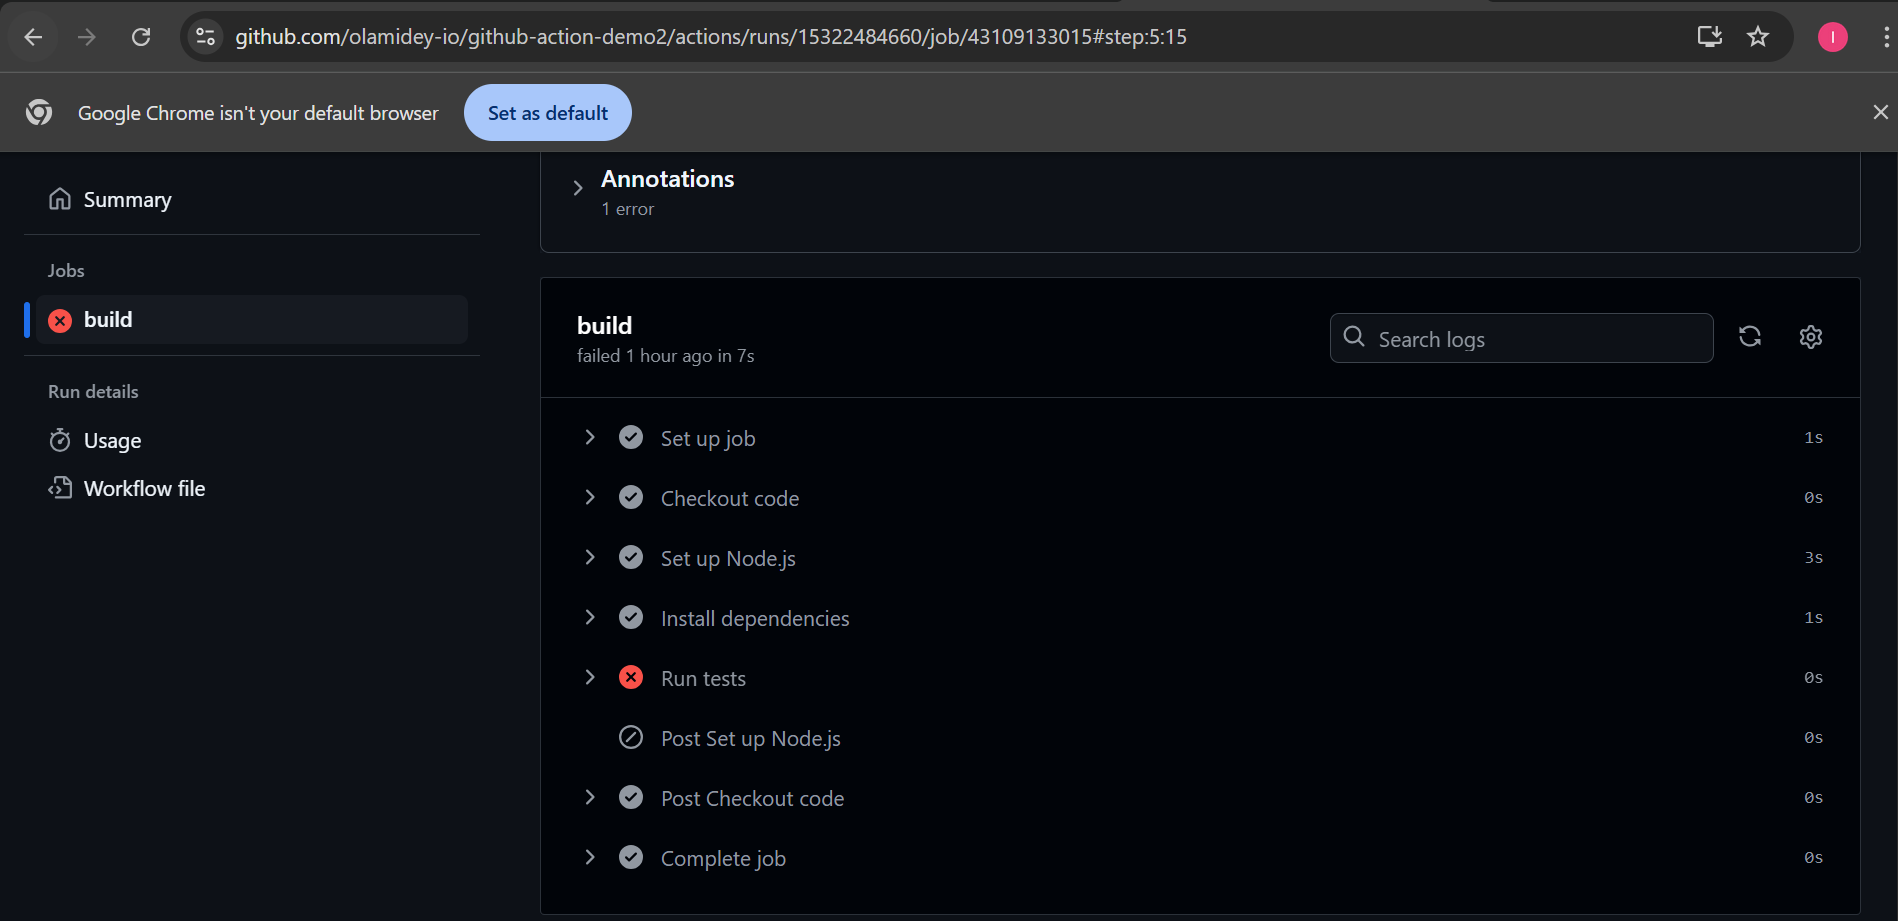 github.com/olamidey-io/github-action-demo2/actions/runs/15322484660/job/43109133015#step:5:15
I
Google Chrome isn't your default browser
Set as default
Summary
Jobs
build
Run details
Usage
Workflow file
Annotations
1 error
build
failed 1 hour ago in 7s
Search logs
Set up job 1s
Checkout code 0s
Set up Node.js 3s
Install dependencies 1s
Run tests 0s
Post Set up Node.js 0s
Post Checkout code 0s
Complete job 0s